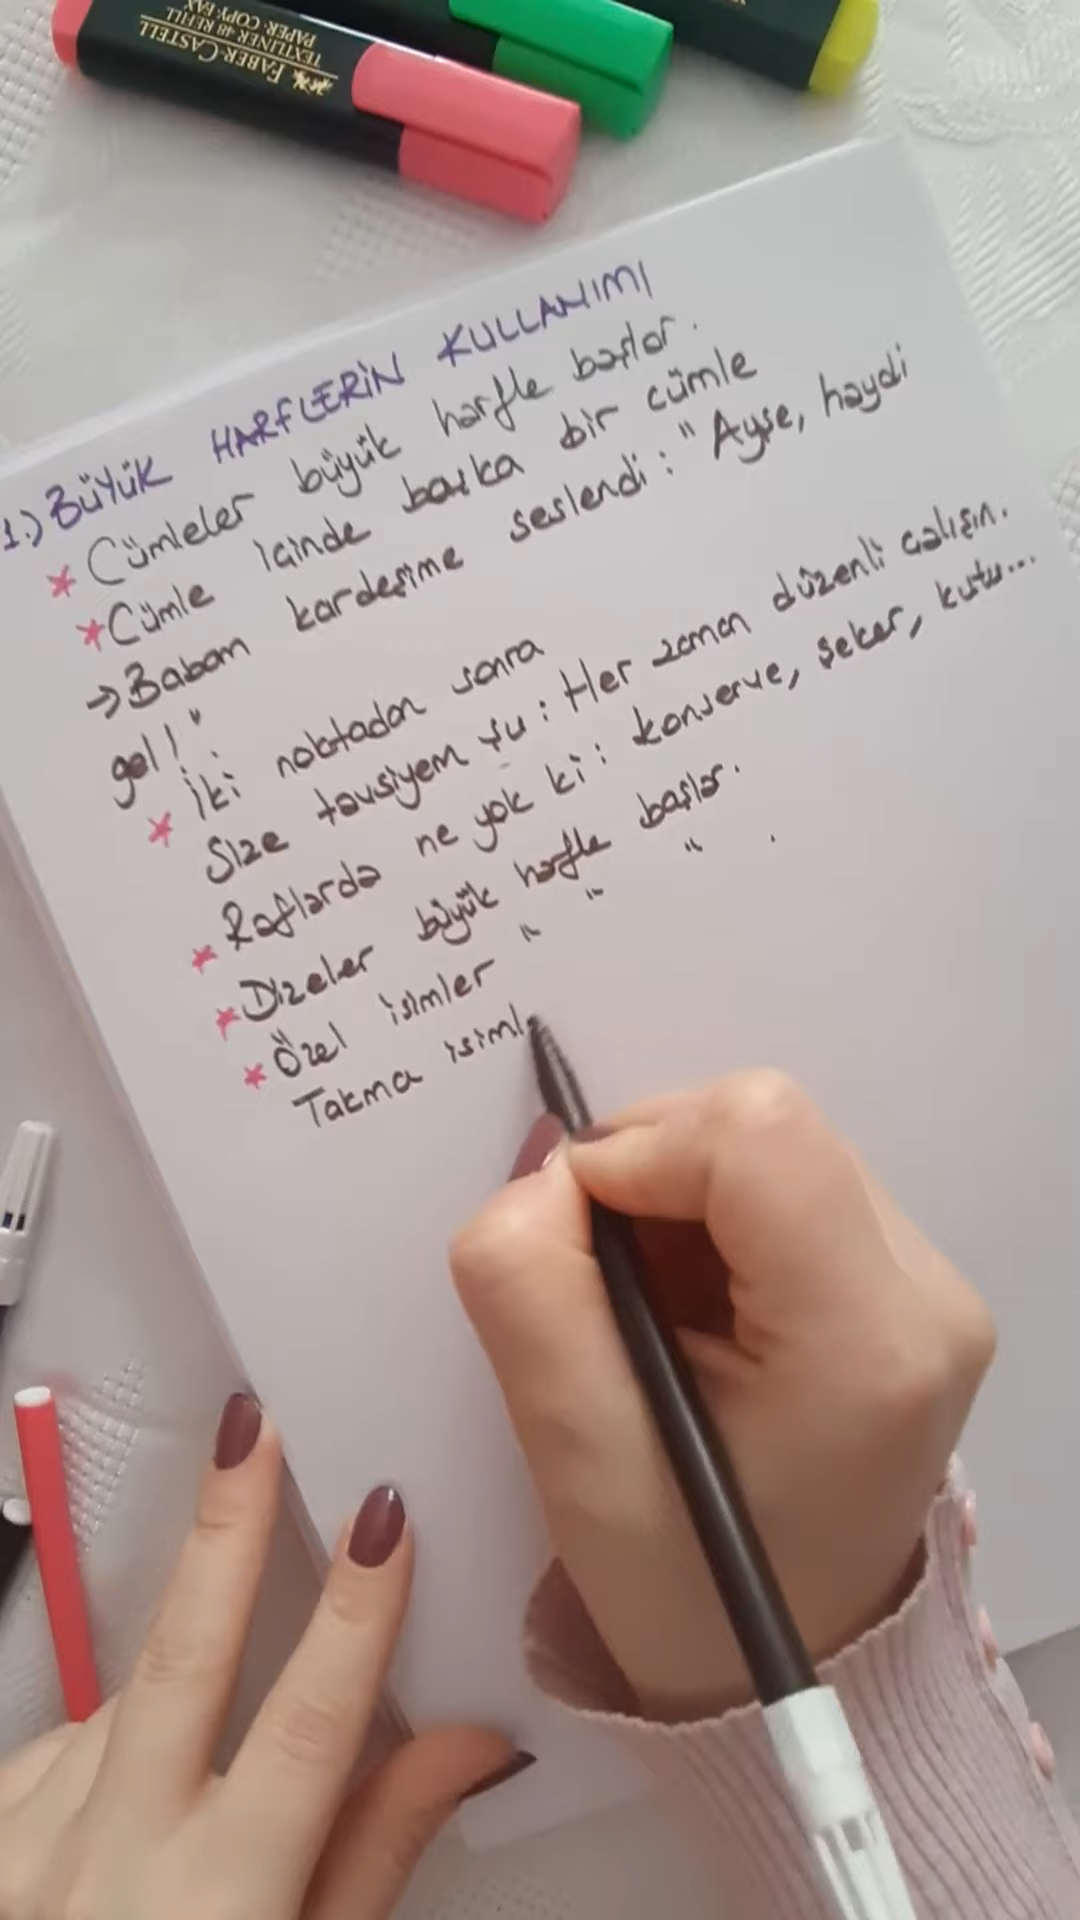 FABER-CASTELL
TEXTLINER 48 REFILL
PAPER·COPY·FAX
1.) BÜYÜK HARFLERİN KULLANIMI
* Cümleler büyük harfle başlar.
* Cümle içinde başka bir cümle
→ Babam kardeşime seslendi: "Ayşe, haydi
gel!"
* İki noktadan sonra
Size tavsiyem şu: Her zaman düzenli çalışın.
Raflarda ne yok ki: konserve, şeker, kutu...
* Dizeler büyük harfle başlar.
* Özel isimler " " " .
* Takma isiml